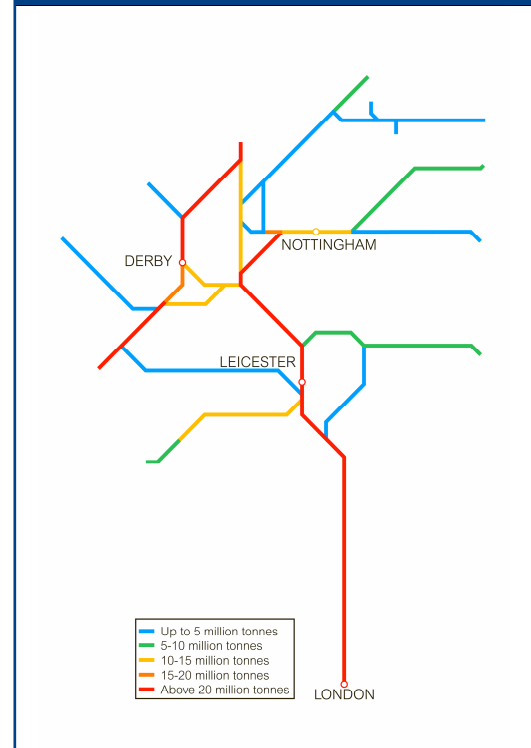 NOTTINGHAM
DERBY
LEICESTER
Up to 5 million tonnes
5-10 million tonnes
10-15 million tonnes
15-20 million tonnes
Above 20 million tonnes
LONDON